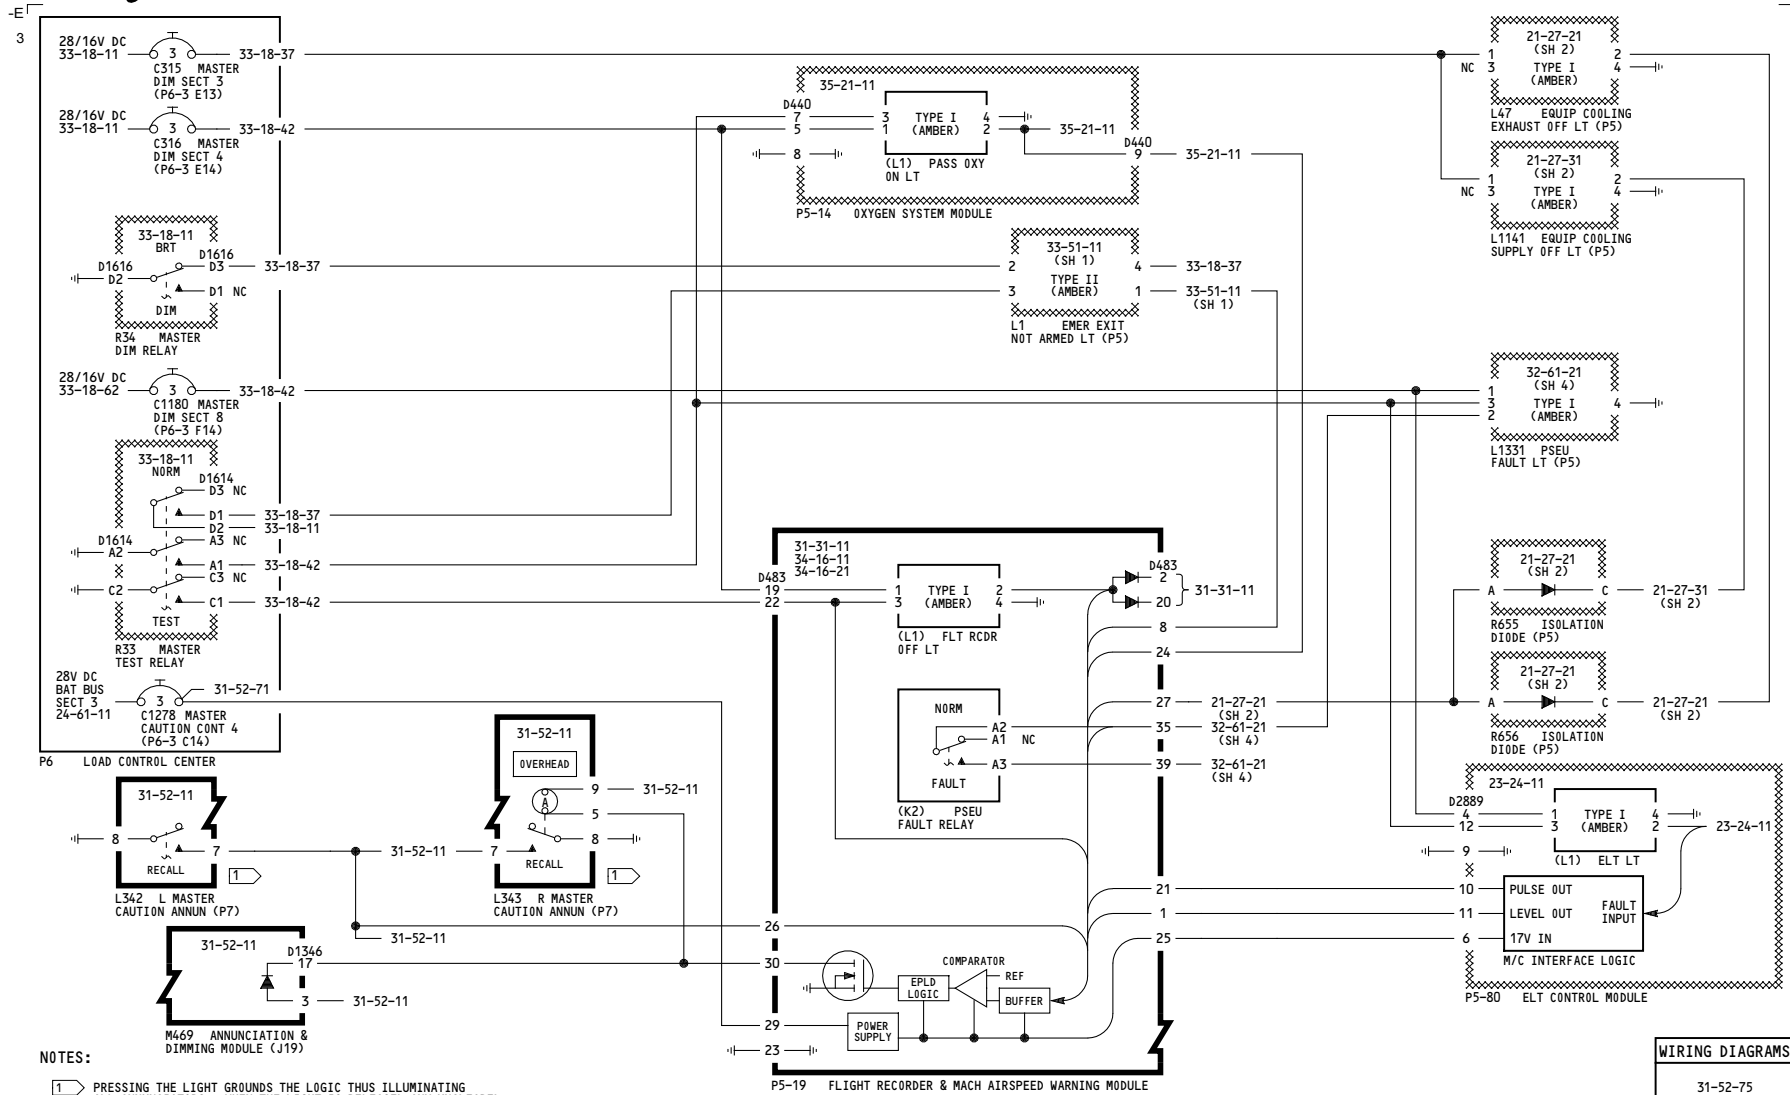 -E
3
28/16V DC
33-18-11
3
33-18-37
C315 MASTER
DIM SECT 3
(P6-3 E13)
28/16V DC
33-18-11
3
33-18-42
C316 MASTER
DIM SECT 4
(P6-3 E14)
33-18-11
BRT
D1616
D1616
D2
D3
33-18-37
D1 NC
DIM
R34 MASTER
DIM RELAY
28/16V DC
33-18-62
3
33-18-42
C1180 MASTER
DIM SECT 8
(P6-3 F14)
33-18-11
NORM
D1614
D3 NC
D1
33-18-37
D2
33-18-11
D1614
A2
A3 NC
A1
33-18-42
C3 NC
C2
C1
33-18-42
TEST
R33 MASTER
TEST RELAY
28V DC
BAT BUS
SECT 3
24-61-11
3
31-52-71
C1278 MASTER
CAUTION CONT 4
(P6-3 C14)
P6 LOAD CONTROL CENTER
35-21-11
D440
7
5
8
3
1
TYPE I
(AMBER)
4
2
35-21-11
D440
9
35-21-11
(L1) PASS OXY
ON LT
P5-14 OXYGEN SYSTEM MODULE
33-51-11
(SH 1)
2
3
TYPE II
(AMBER)
4
33-18-37
1
33-51-11
(SH 1)
L1 EMER EXIT
NOT ARMED LT (P5)
21-27-21
(SH 2)
1
NC 3
TYPE I
(AMBER)
2
4
L47 EQUIP COOLING
EXHAUST OFF LT (P5)
21-27-31
(SH 2)
1
NC 3
TYPE I
(AMBER)
2
4
L1141 EQUIP COOLING
SUPPLY OFF LT (P5)
32-61-21
(SH 4)
1
3
2
TYPE I
(AMBER)
4
L1331 PSEU
FAULT LT (P5)
21-27-21
(SH 2)
A
C
21-27-31
(SH 2)
R655 ISOLATION
DIODE (P5)
21-27-21
(SH 2)
A
C
21-27-21
(SH 2)
R656 ISOLATION
DIODE (P5)
31-31-11
34-16-11
34-16-21
D483
19
22
1
3
TYPE I
(AMBER)
2
4
(L1) FLT RCDR
OFF LT
D483
2
20
31-31-11
8
24
27
21-27-21
(SH 2)
35
32-61-21
(SH 4)
39
32-61-21
(SH 4)
NORM
A2
A1 NC
A3
FAULT
(K2) PSEU
FAULT RELAY
21
1
25
26
30
29
23
COMPARATOR
REF
EPLD
LOGIC
BUFFER
POWER
SUPPLY
P5-19 FLIGHT RECORDER & MACH AIRSPEED WARNING MODULE
31-52-11
8
7
RECALL
1
L342 L MASTER
CAUTION ANNUN (P7)
31-52-11
31-52-11
31-52-11
OVERHEAD
A
9
31-52-11
5
8
7
RECALL
1
L343 R MASTER
CAUTION ANNUN (P7)
31-52-11
D1346
17
3
31-52-11
M469 ANNUNCIATION &
DIMMING MODULE (J19)
23-24-11
D2889
4
12
9
1
3
TYPE I
(AMBER)
4
2
23-24-11
(L1) ELT LT
10
11
6
PULSE OUT
LEVEL OUT
17V IN
FAULT
INPUT
M/C INTERFACE LOGIC
P5-80 ELT CONTROL MODULE
NOTES:
1 PRESSING THE LIGHT GROUNDS THE LOGIC THUS ILLUMINATING
WIRING DIAGRAMS
31-52-75